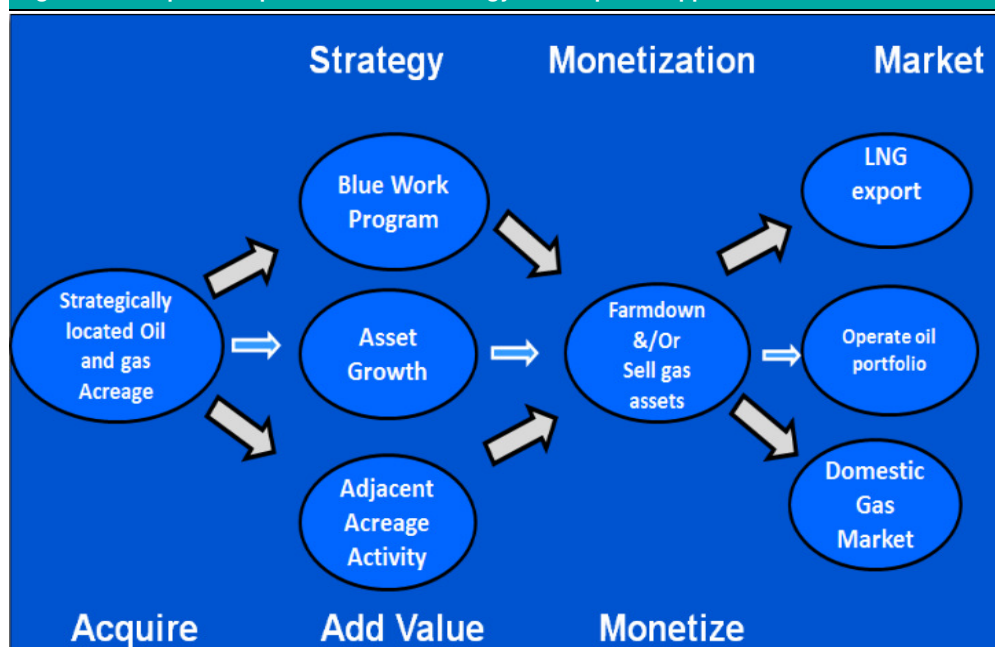 Strategy Monetization Market
Blue Work
Program
LNG
export
Strategically
located Oil
and gas
Acreage
Asset
Growth
Farmdown
&/Or
Sell gas
assets
Operate oil
portfolio
Adjacent
Acreage
Activity
Domestic
Gas
Market
Acquire Add Value Monetize